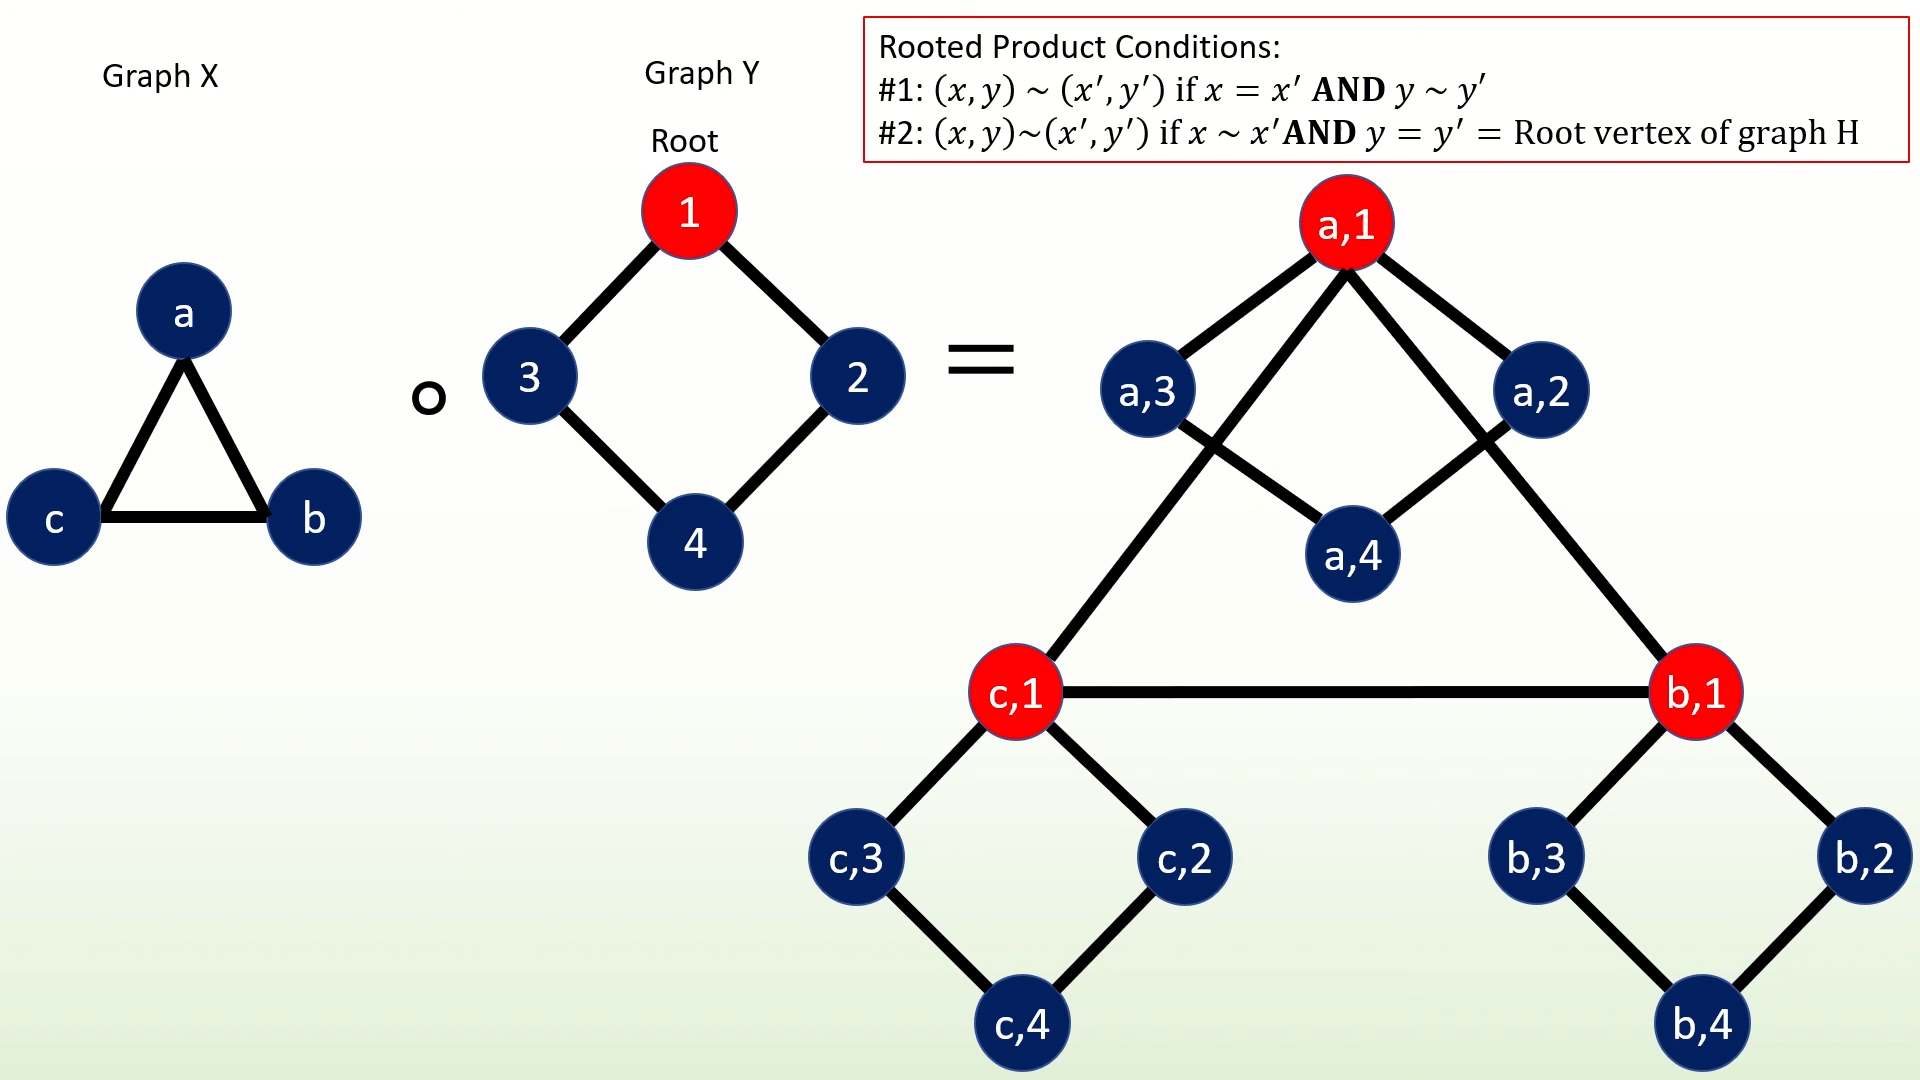 Graph X
Graph Y
Root
Rooted Product Conditions:
#1: (x, y) ~ (x′, y′) if x = x′ AND y ~ y′
#2: (x, y)~(x′, y′) if x ~ x′AND y = y′ = Root vertex of graph H
1
a,1
a
3
2
=
a,3
a,2
c
b
4
a,4
c,1
b,1
c,3
c,2
b,3
b,2
c,4
b,4